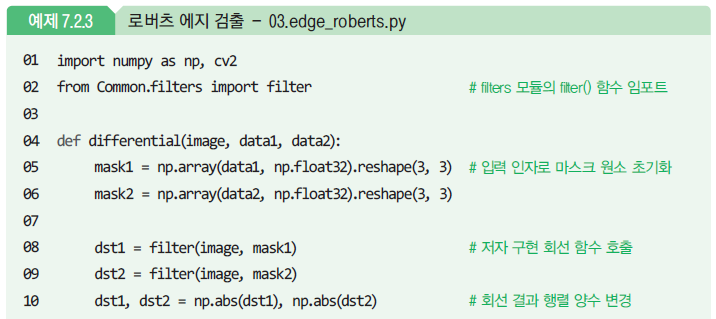 예제 7.2.3 로버츠 에지 검출 - 03.edge_roberts.py
01 import numpy as np, cv2
02 from Common.filters import filter # filters 모듈의 filter() 함수 임포트
03
04 def differential(image, data1, data2):
05 mask1 = np.array(data1, np.float32).reshape(3, 3) # 입력 인자로 마스크 원소 초기화
06 mask2 = np.array(data2, np.float32).reshape(3, 3)
07
08 dst1 = filter(image, mask1) # 저자 구현 회선 함수 호출
09 dst2 = filter(image, mask2)
10 dst1, dst2 = np.abs(dst1), np.abs(dst2) # 회선 결과 행렬 양수 변경